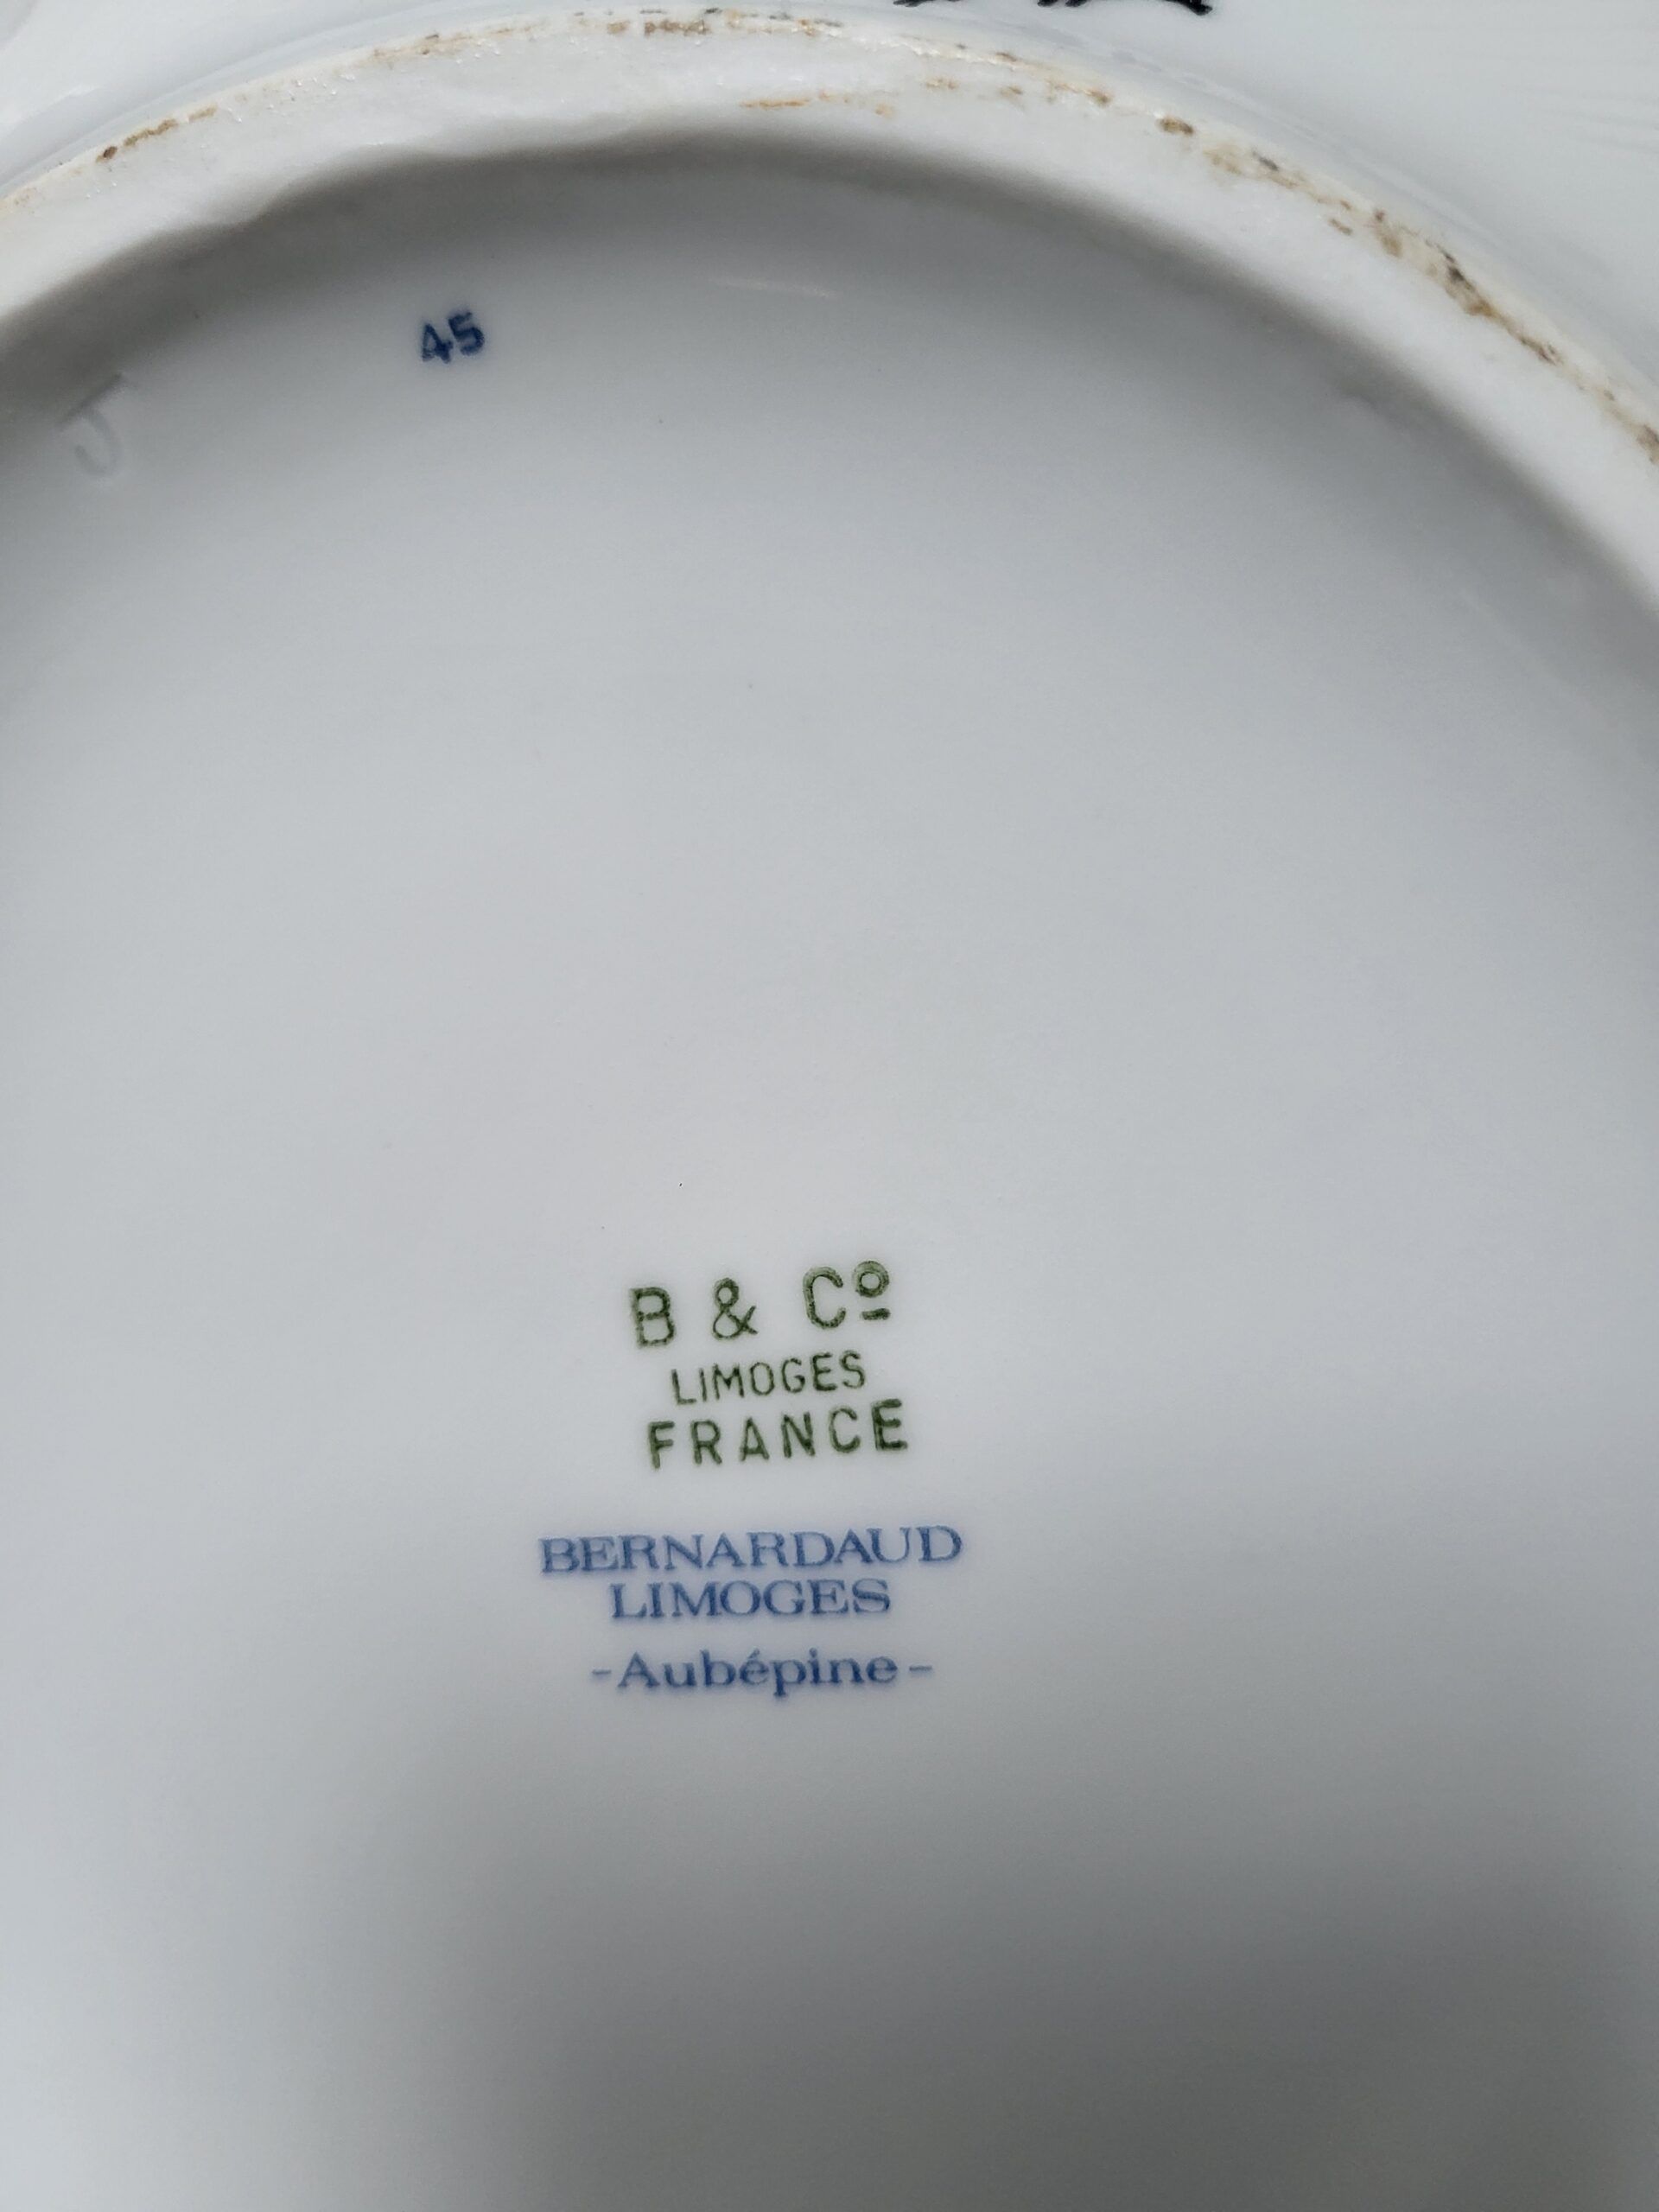 45
J
B & Cº
LIMOGES
FRANCE
BERNARDAUD
LIMOGES
-Aubépine-